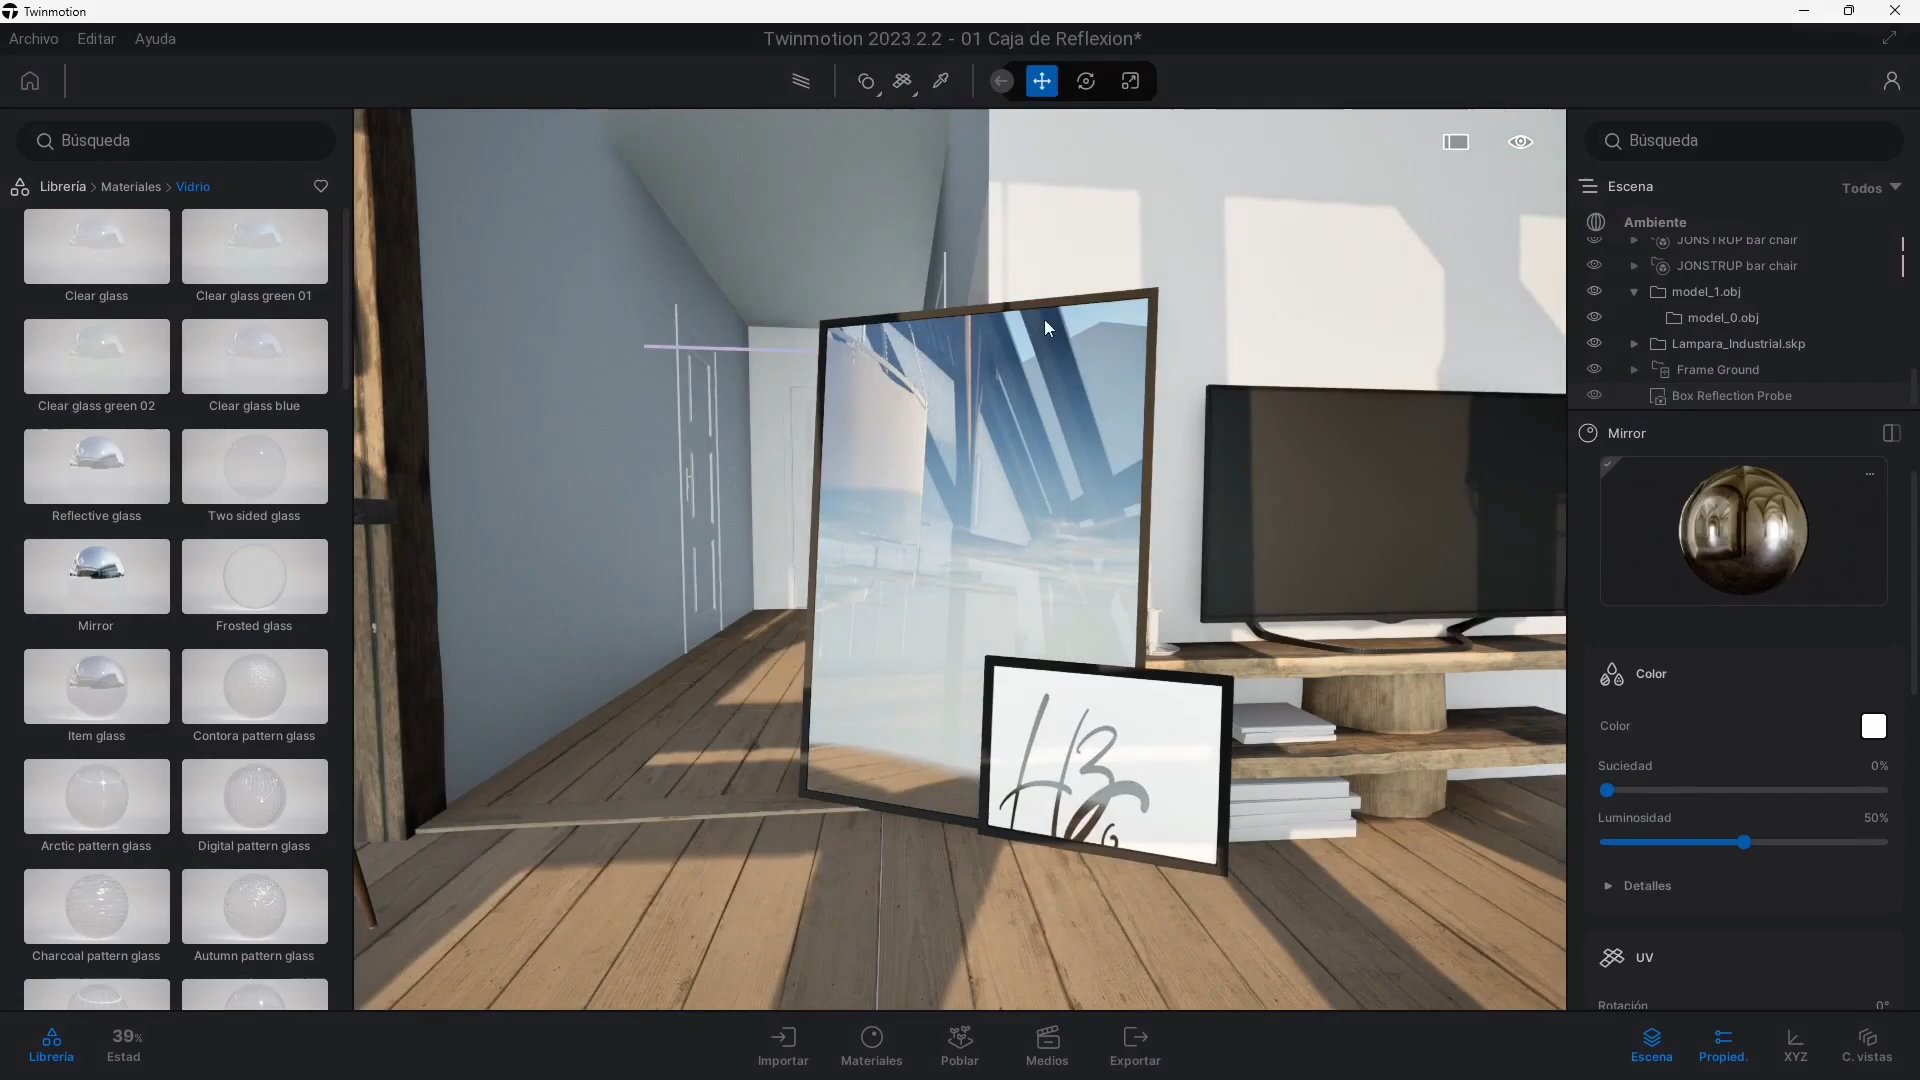 Twinmotion
Archivo Editar Ayuda
Twinmotion 2023.2.2 - 01 Caja de Reflexion*
Búsqueda
Librería > Materiales > Vidrio
Clear glass
Clear glass green 01
Clear glass green 02
Clear glass blue
Reflective glass
Two sided glass
Mirror
Frosted glass
Item glass
Contora pattern glass
Arctic pattern glass
Digital pattern glass
Charcoal pattern glass
Autumn pattern glass
Búsqueda
Escena
Todos
Ambiente
JONSTRUP bar chair
JONSTRUP bar chair
model_1.obj
model_0.obj
Lampara_Industrial.skp
Frame Ground
Box Reflection Probe
Mirror
Color
Color
Suciedad 0%
Luminosidad 50%
Detalles
UV
Rotación 0°
Librería
39%
Estad
Importar
Materiales
Poblar
Medios
Exportar
Escena
Propied.
XYZ
C. vistas